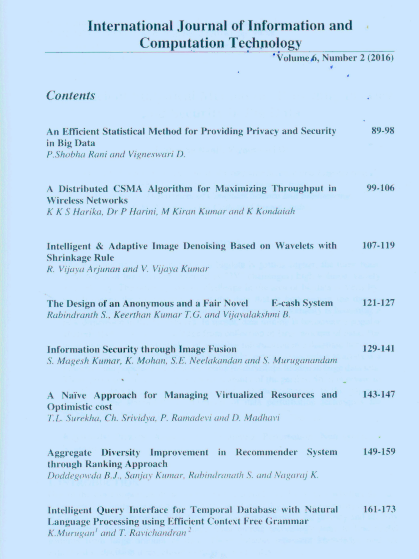 International Journal of Information and
Computation Technology
Volume 6, Number 2 (2016)
Contents
An Efficient Statistical Method for Providing Privacy and Security 89-98
in Big Data
P.Shobha Rani and Vigneswari D.
A Distributed CSMA Algorithm for Maximizing Throughput in 99-106
Wireless Networks
K K S Harika, Dr P Harini, M Kiran Kumar and K Kondaiah
Intelligent & Adaptive Image Denoising Based on Wavelets with 107-119
Shrinkage Rule
R. Vijaya Arjunan and V. Vijaya Kumar
The Design of an Anonymous and a Fair Novel E-cash System 121-127
Rabindranth S., Keerthan Kumar T.G. and Vijayalakshmi B.
Information Security through Image Fusion 129-141
S. Magesh Kumar, K. Mohan, S.E. Neelakandan and S. Muruganandam
A Naïve Approach for Managing Virtualized Resources and 143-147
Optimistic cost
T.L. Surekha, Ch. Srividya, P. Ramadevi and D. Madhavi
Aggregate Diversity Improvement in Recommender System 149-159
through Ranking Approach
Doddegowda B.J., Sanjay Kumar, Rabindranath S. and Nagaraj K.
Intelligent Query Interface for Temporal Database with Natural 161-173
Language Processing using Efficient Context Free Grammar
K.Murugan¹ and T. Ravichandran²